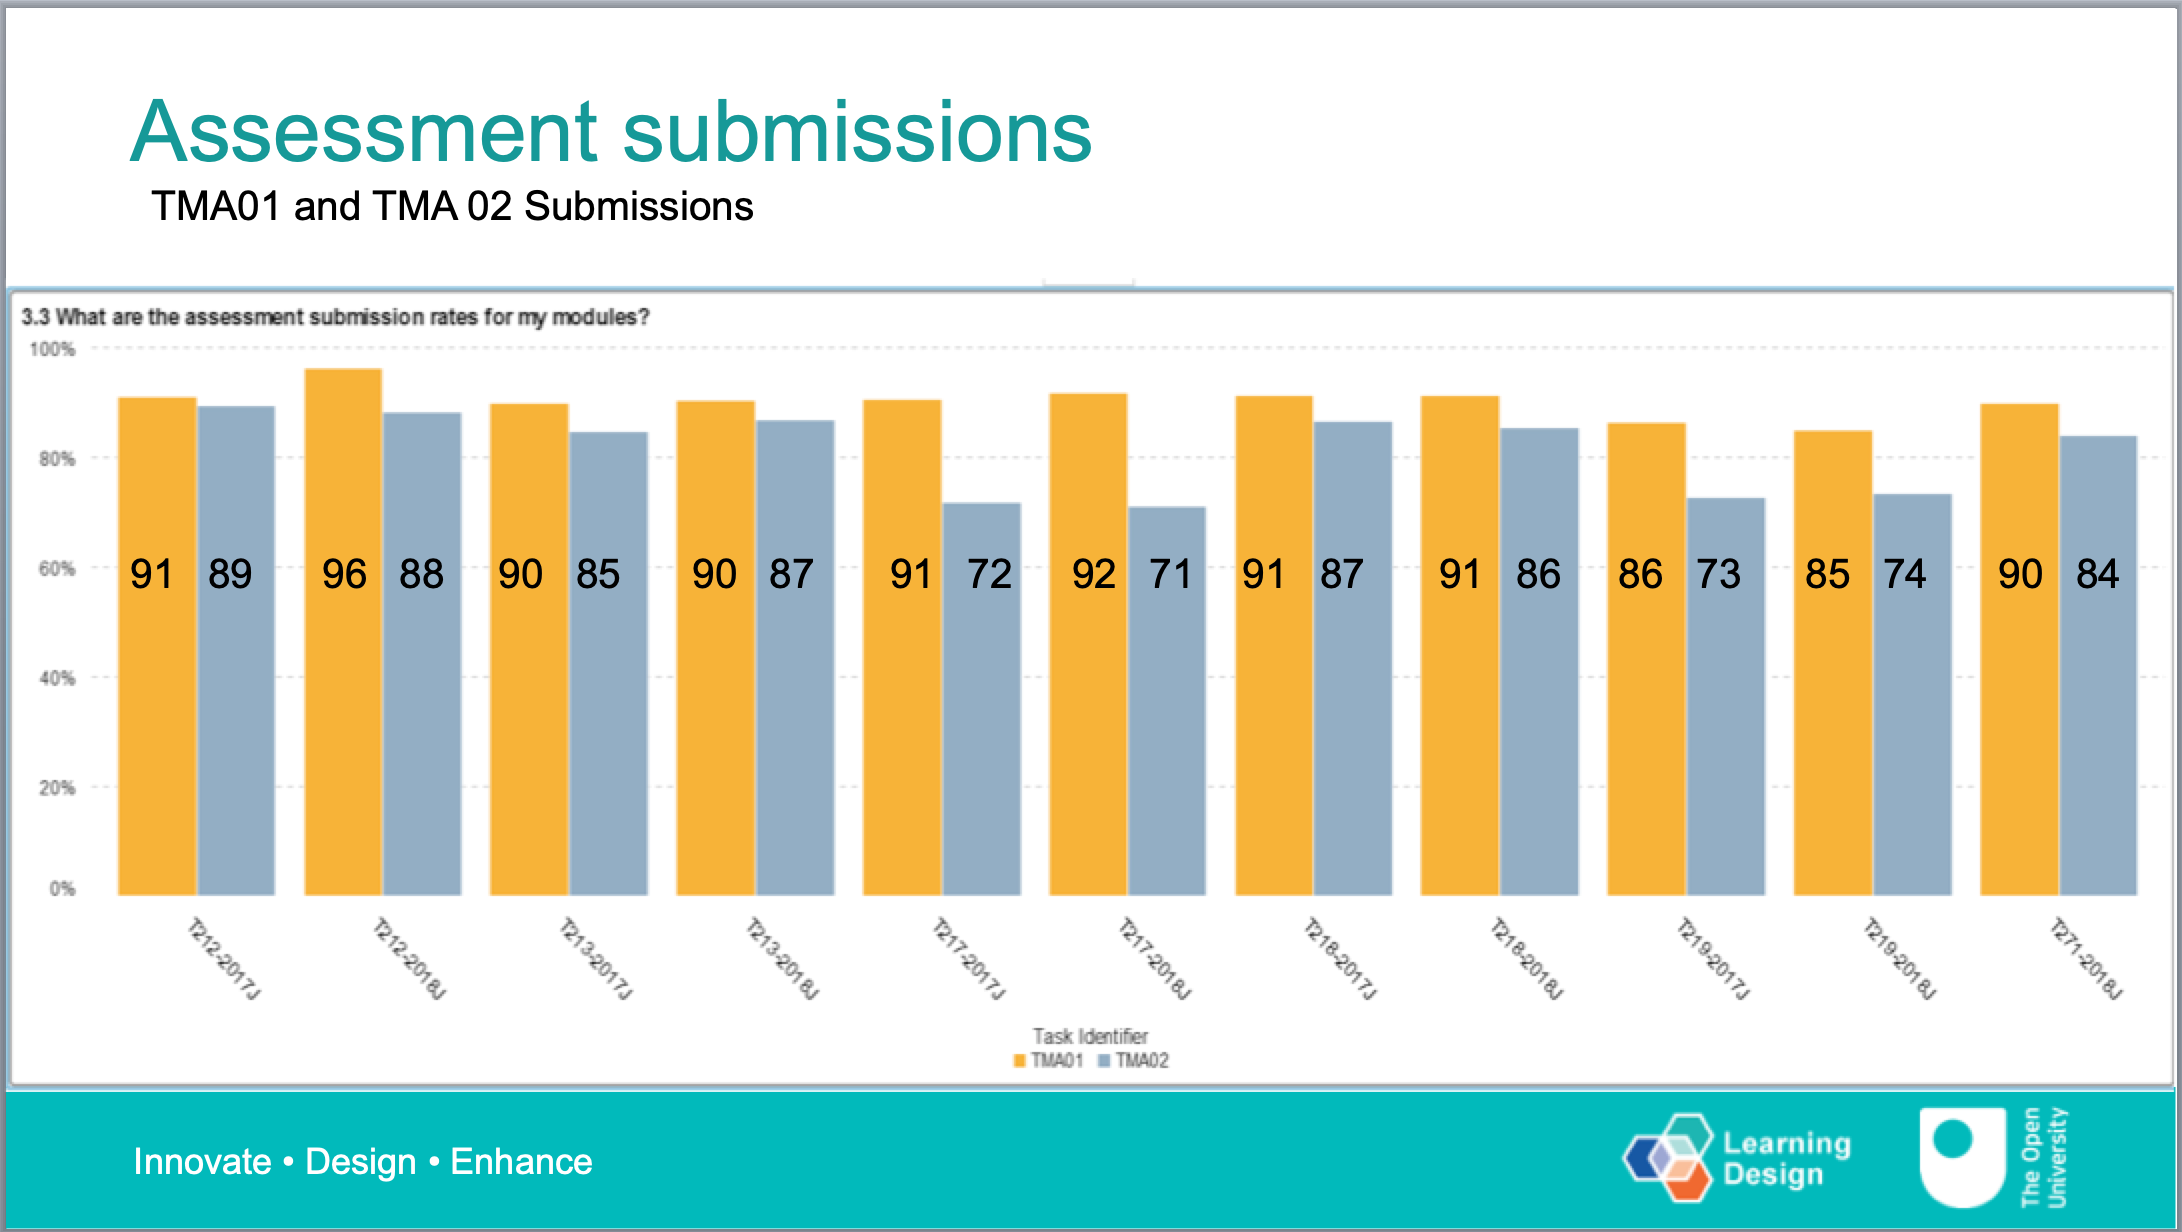 Assessment submissions
TMA01 and TMA 02 Submissions
3.3 What are the assessment submission rates for my modules?
100%
80%
60%
40%
20%
0%
91 89 96 88 90 85 90 87 91 72 92 71 91 87 91 86 86 73 85 74 90 84
T212-2017J
T212-2018J
T213-2017J
T213-2018J
T217-2017J
T217-2018J
T218-2017J
T218-2018J
T219-2017J
T219-2018J
T271-2018J
Task Identifier
TMA01 TMA02
Innovate • Design • Enhance
Learning
Design
The Open
University